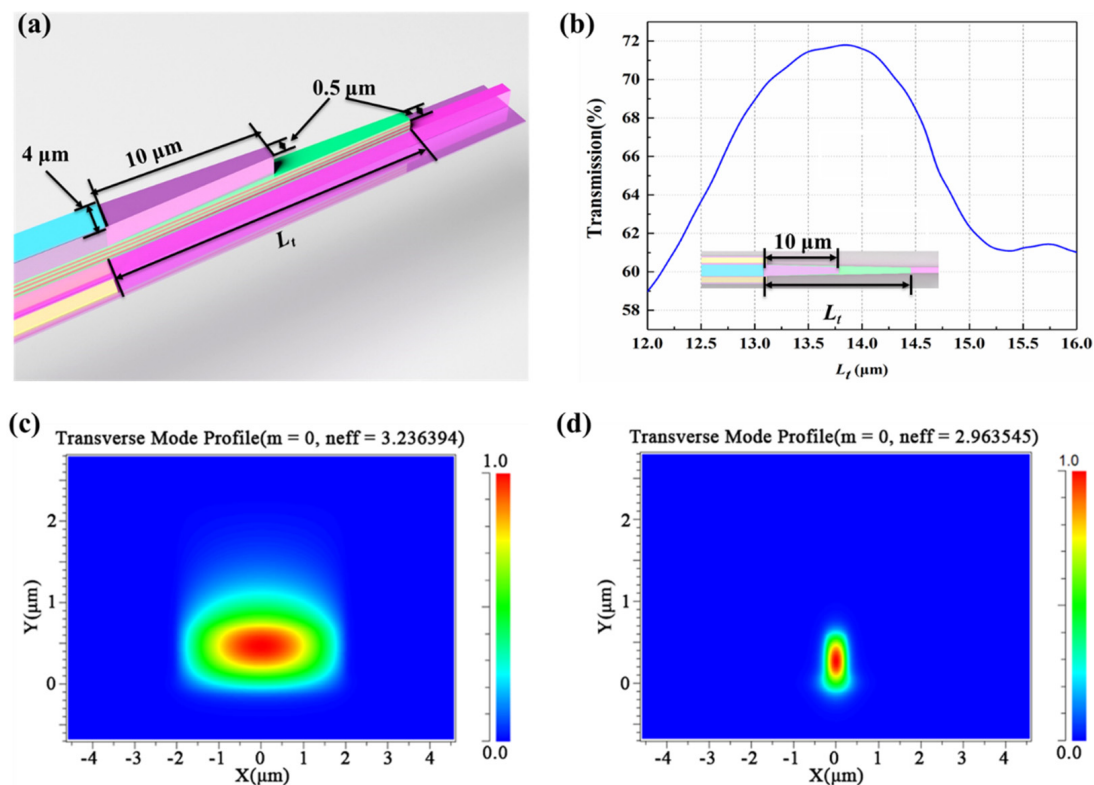 (a)
0.5 μm
10 μm
4 μm
Lt
(b)
Transmission(%)
72
70
68
66
64
62
60
58
10 μm
Lt
12.0 12.5 13.0 13.5 14.0 14.5 15.0 15.5 16.0
Lt (μm)
(c)
Transverse Mode Profile(m = 0, neff = 3.236394)
1.0
Y(μm)
2
1
0
0.0
-4 -3 -2 -1 0 1 2 3 4
X(μm)
(d)
Transverse Mode Profile(m = 0, neff = 2.963545)
1.0
Y(μm)
2
1
0
0.0
-4 -3 -2 -1 0 1 2 3 4
X(μm)